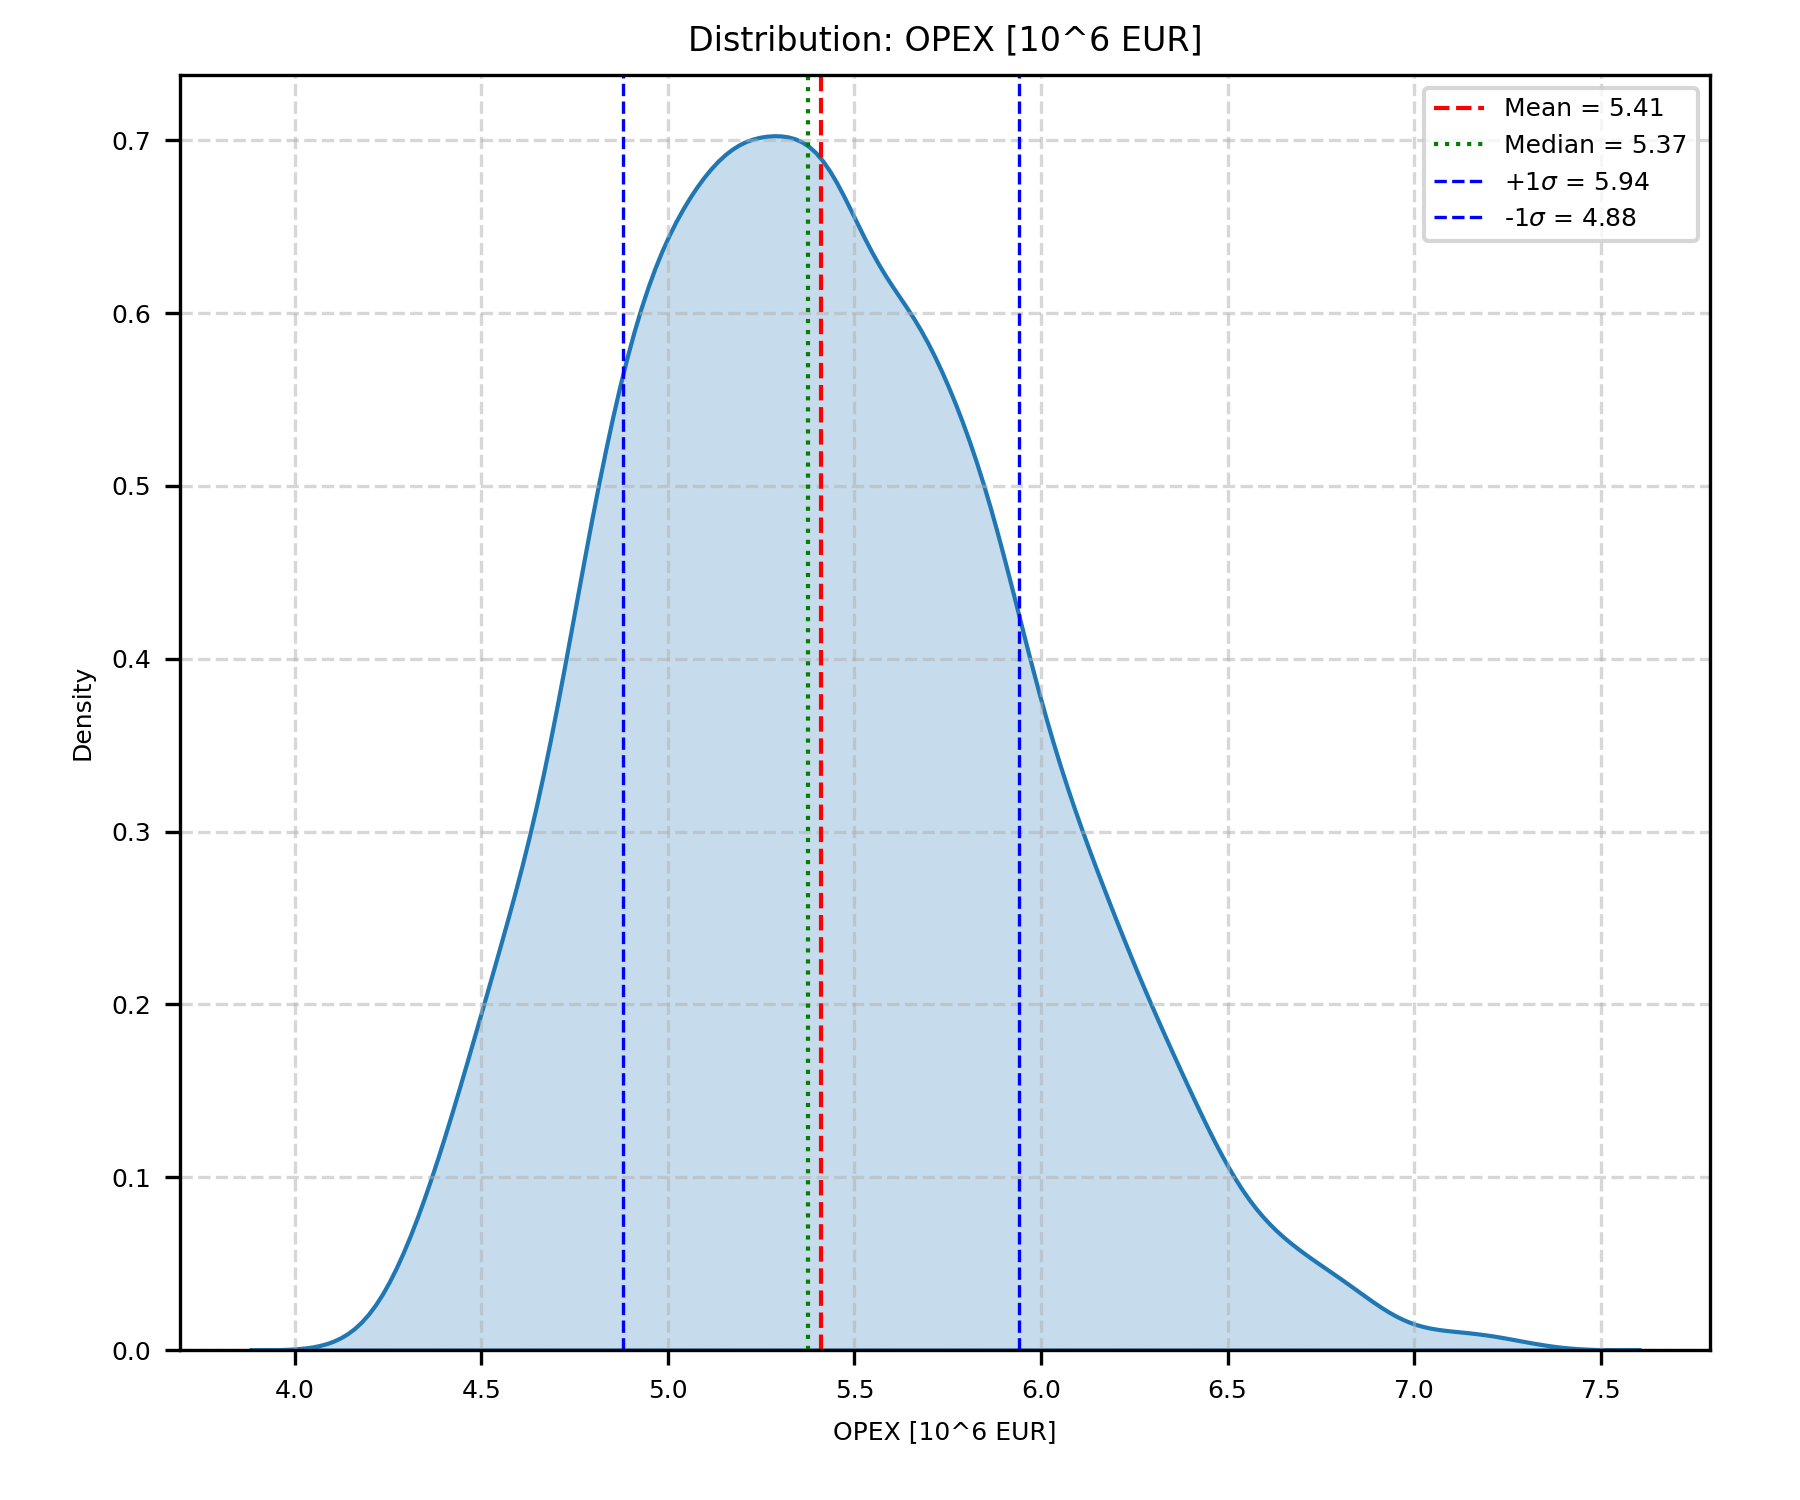 Distribution: OPEX [10^6 EUR]
Mean = 5.41
Median = 5.37
+1σ = 5.94
-1σ = 4.88
0.7
0.6
0.5
0.4
0.3
0.2
0.1
0.0
Density
4.0 4.5 5.0 5.5 6.0 6.5 7.0 7.5
OPEX [10^6 EUR]